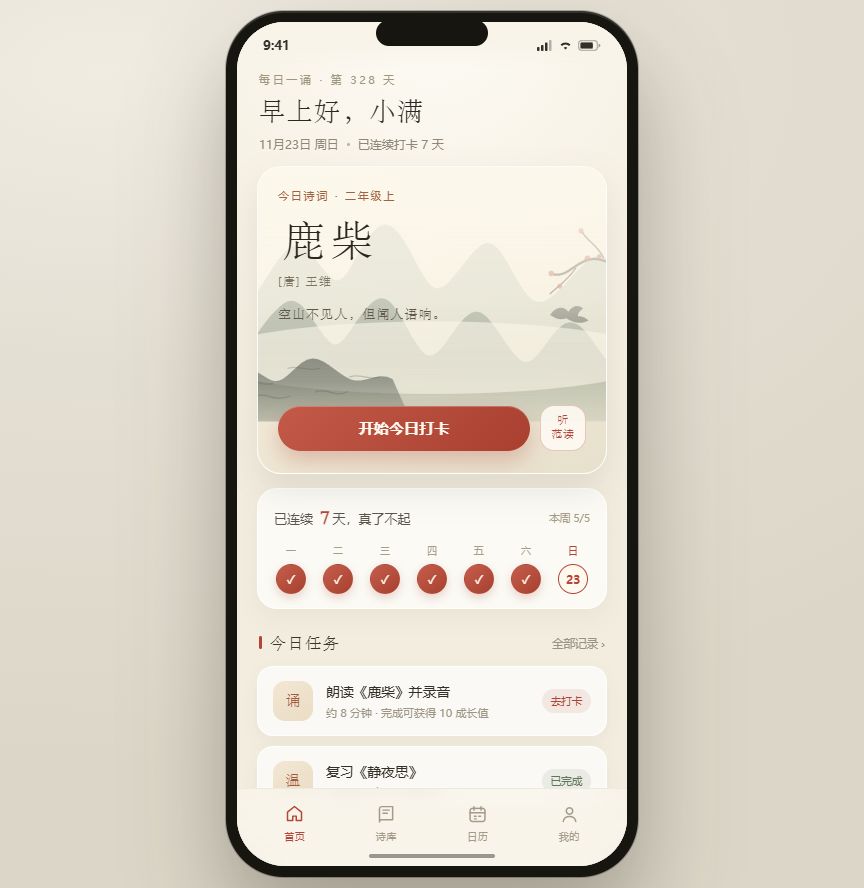 9:41
每日一诵 · 第 328 天
早上好，小满
11月23日 周日 • 已连续打卡 7 天
今日诗词 · 二年级上
鹿柴
[唐] 王维
空山不见人，但闻人语响。
开始今日打卡
听
范读
已连续 7 天，真了不起
本周 5/5
一 二 三 四 五 六 日
23
今日任务
全部记录 ›
诵
朗读《鹿柴》并录音
约 8 分钟 · 完成可获得 10 成长值
去打卡
温
复习《静夜思》
已完成
首页 诗库 日历 我的